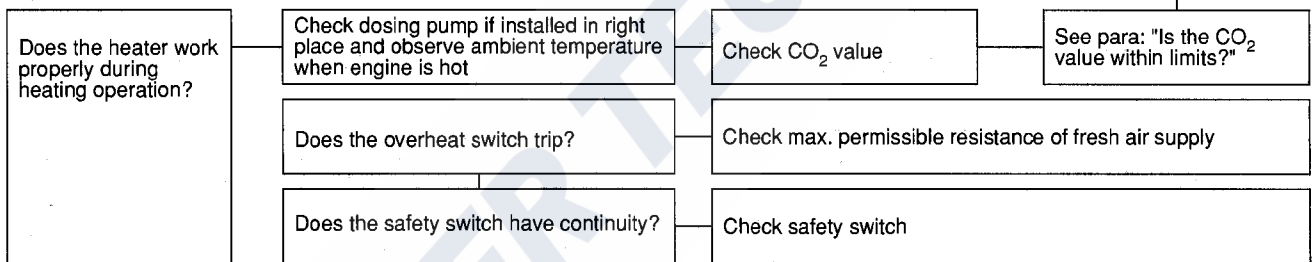 Does the heater work
properly during
heating operation?
Check dosing pump if installed in right
place and observe ambient temperature
when engine is hot
Check CO2 value
See para: "Is the CO2
value within limits?"
Does the overheat switch trip?
Check max. permissible resistance of fresh air supply
Does the safety switch have continuity?
Check safety switch